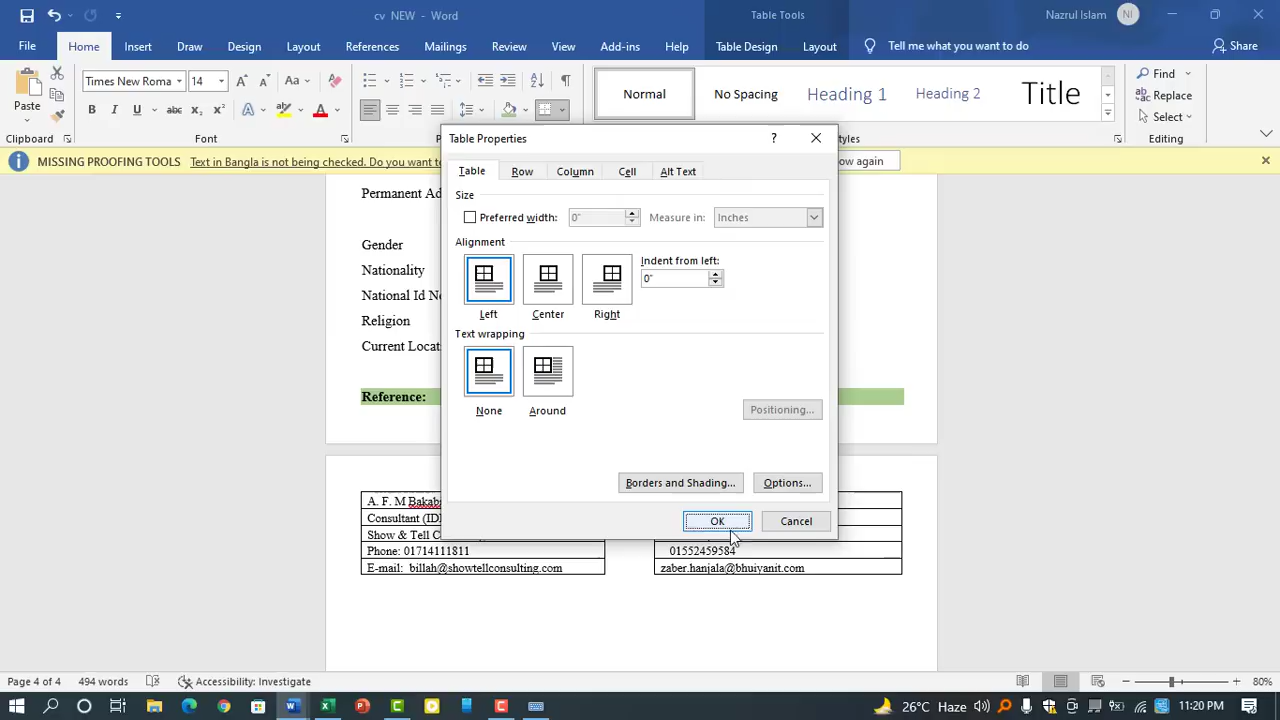 cv NEW - Word
Table Tools
Nazrul Islam NI
File Home Insert Draw Design Layout References Mailings Review View Add-ins Help Table Design Layout Tell me what you want to do Share
Paste
Times New Roma 14
Normal
No Spacing
Heading 1
Heading 2
Title
Find
Replace
Select
Clipboard Font yles Editing
MISSING PROOFING TOOLS Text in Bangla is not being checked. Do you want to ow again
Table Properties ?
Table Row Column Cell Alt Text
Size
Preferred width: 0" Measure in: Inches
Alignment
Left Center Right
Indent from left:
0"
Text wrapping
None Around
Positioning...
Borders and Shading... Options...
OK Cancel
Permanent Ad
Gender
Nationality
National Id No
Religion
Current Locat
Reference:
A. F. M Bakab
Consultant (ID
Show & Tell C
Phone: 01714111811 01552459584
E-mail: billah@showtellconsulting.com zaber.hanjala@bhuiyanit.com
Page 4 of 4 494 words Accessibility: Investigate 80%
26°C Haze 11:20 PM